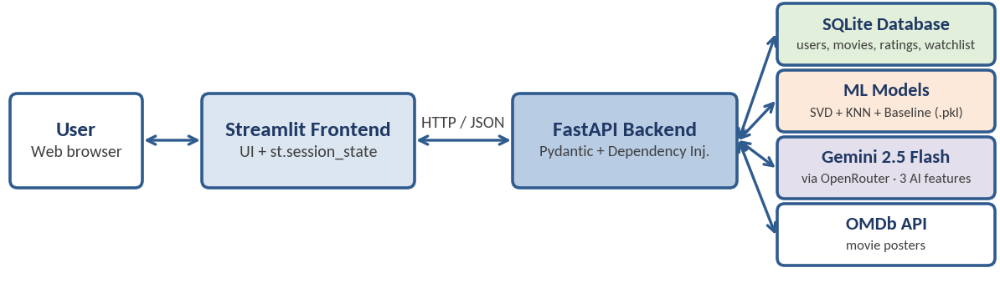 User
Web browser
Streamlit Frontend
UI + st.session_state
HTTP / JSON
FastAPI Backend
Pydantic + Dependency Inj.
SQLite Database
users, movies, ratings, watchlist
ML Models
SVD + KNN + Baseline (.pkl)
Gemini 2.5 Flash
via OpenRouter · 3 AI features
OMDb API
movie posters